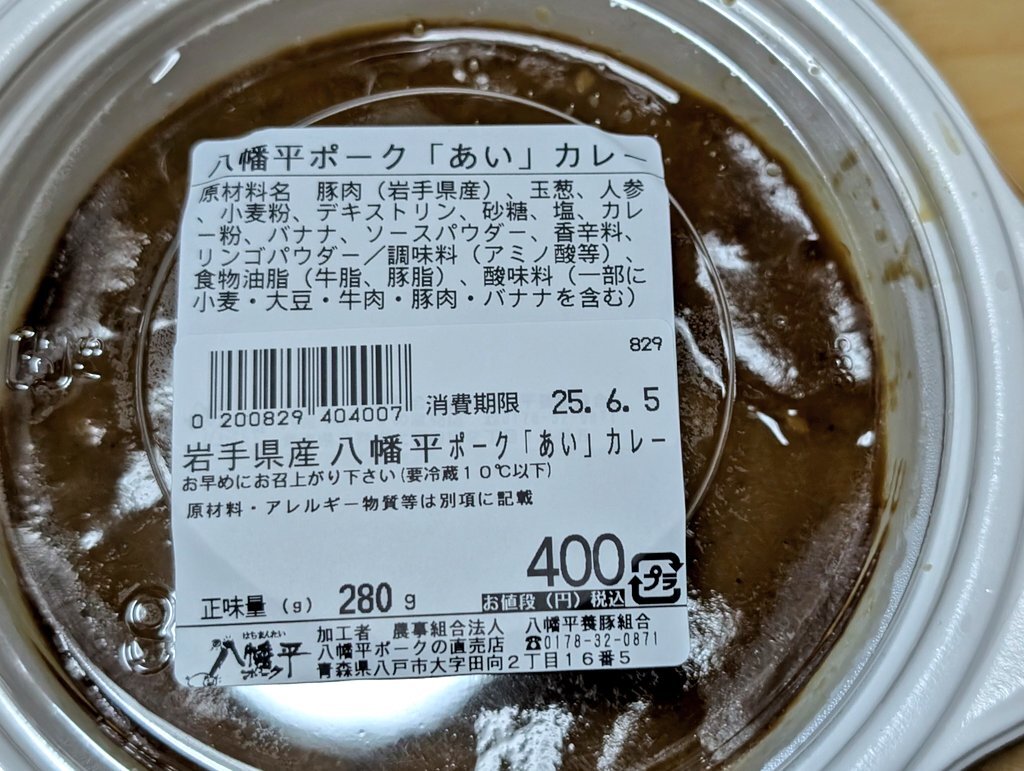 八幡平ポーク「あい」カレー
原材料名　豚肉（岩手県産）、玉葱、人参
、小麦粉、デキストリン、砂糖、塩、カレ
ー粉、バナナ、ソースパウダー、香辛料、
リンゴパウダー／調味料（アミノ酸等）、
食物油脂（牛脂、豚脂）、酸味料（一部に
小麦・大豆・牛肉・豚肉・バナナを含む）
829
0 200829 404007
消費期限　25. 6. 5
岩手県産 八幡平ポーク「あい」カレー
お早めにお召上がり下さい(要冷蔵１０℃以下)
原材料・アレルギー物質等は別項に記載
400
プラ
お値段（円）税込
正味量（g）　280 g
はちまんたい
八幡平
ポーク
加工者　農事組合法人　八幡平養豚組合
八幡平ポークの直売店　☎0178-32-0871
青森県八戸市大字田向２丁目１６番５